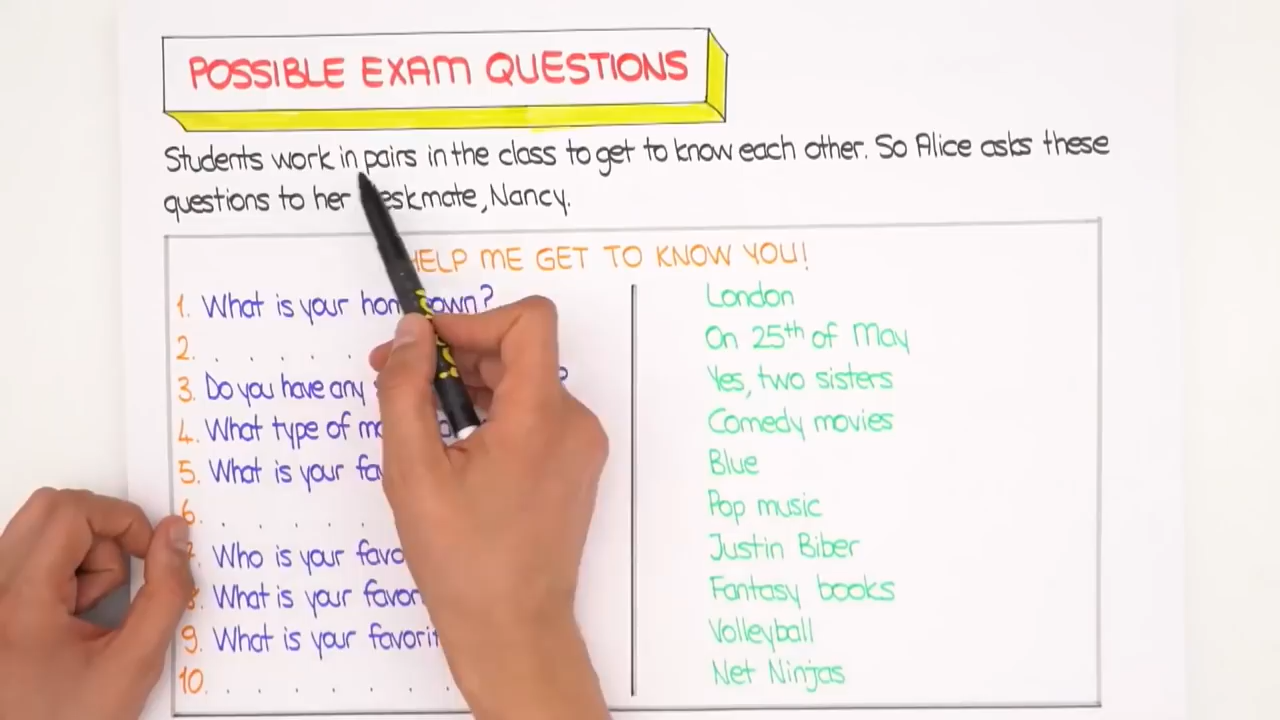 POSSIBLE EXAM QUESTIONS
Students work in pairs in the class to get to know each other. So Alice asks these
questions to her deskmate, Nancy.
HELP ME GET TO KNOW YOU!
1. What is your hometown? London
2. . . . . On 25th of May
3. Do you have any ? Yes, two sisters
4. What type of Comedy movies
5. What is your Blue
6. . . . . Pop music
7. Who is your Justin Biber
8. What is your Fantasy books
9. What is your Volleyball
10. . . . . . . . Net Ninjas